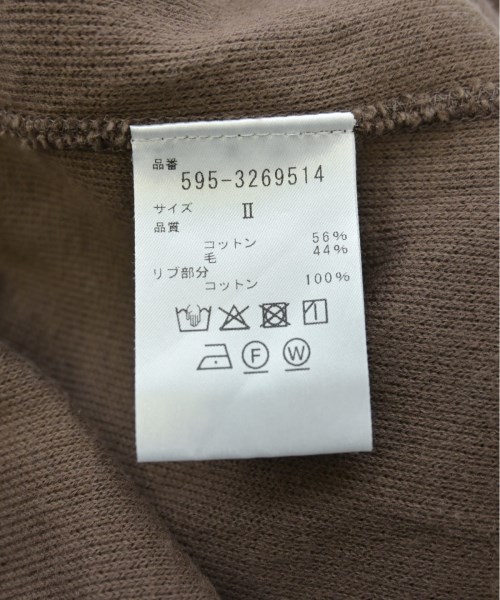 品番
595-3269514
サイズ II
品質
コットン 56%
毛 44%
リブ部分
コットン 100%
F W